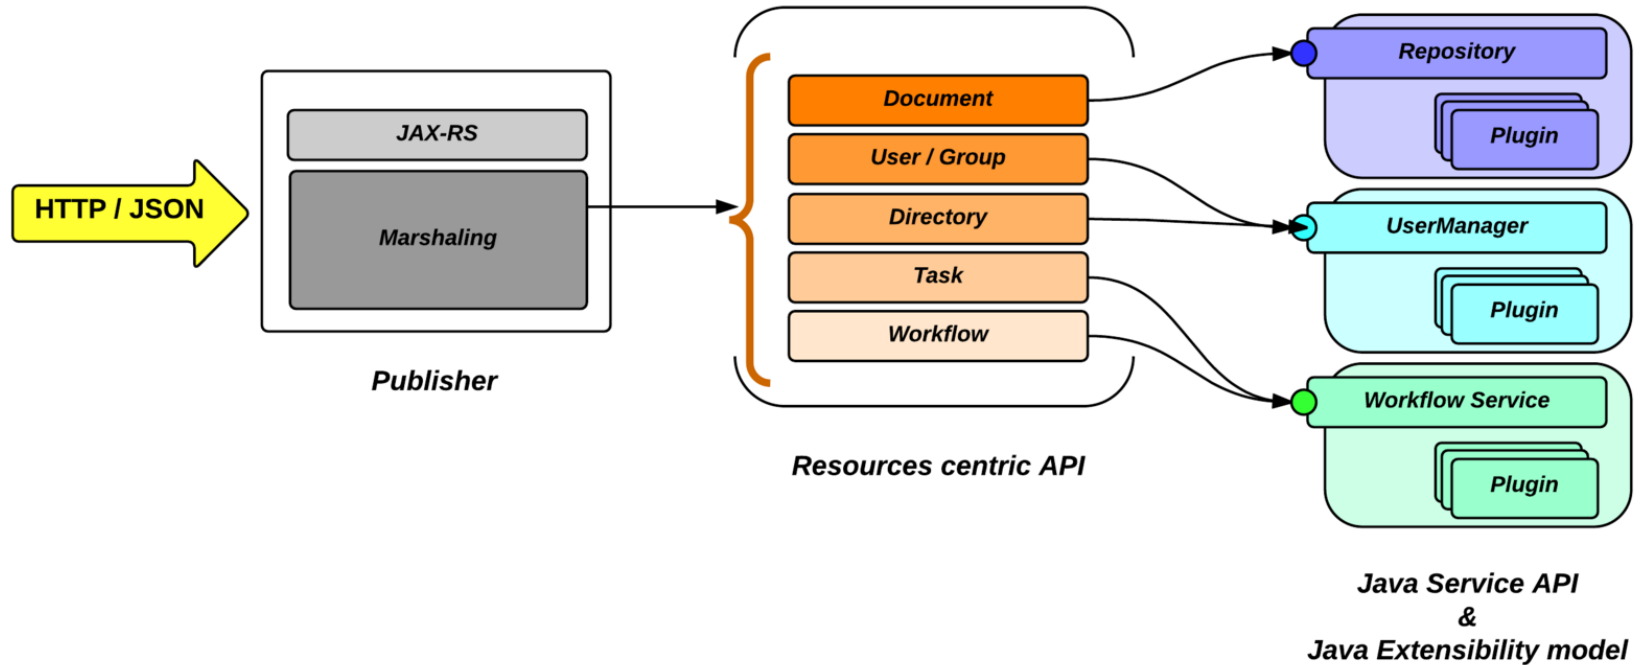 HTTP / JSON
JAX-RS
Marshaling
Publisher
Document
User / Group
Directory
Task
Workflow
Resources centric API
Repository
Plugin
UserManager
Plugin
Workflow Service
Plugin
Java Service API
&
Java Extensibility model